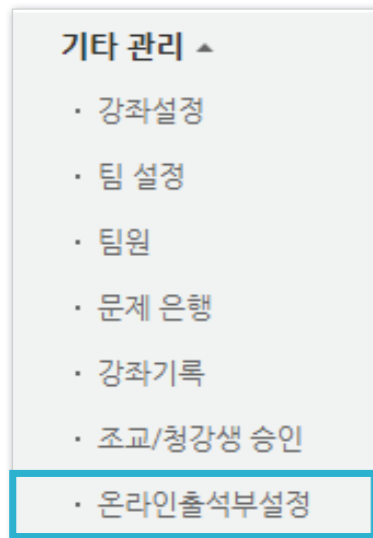 기타 관리 ▲
· 강좌설정
· 팀 설정
· 팀원
· 문제 은행
· 강좌기록
· 조교/청강생 승인
· 온라인출석부설정